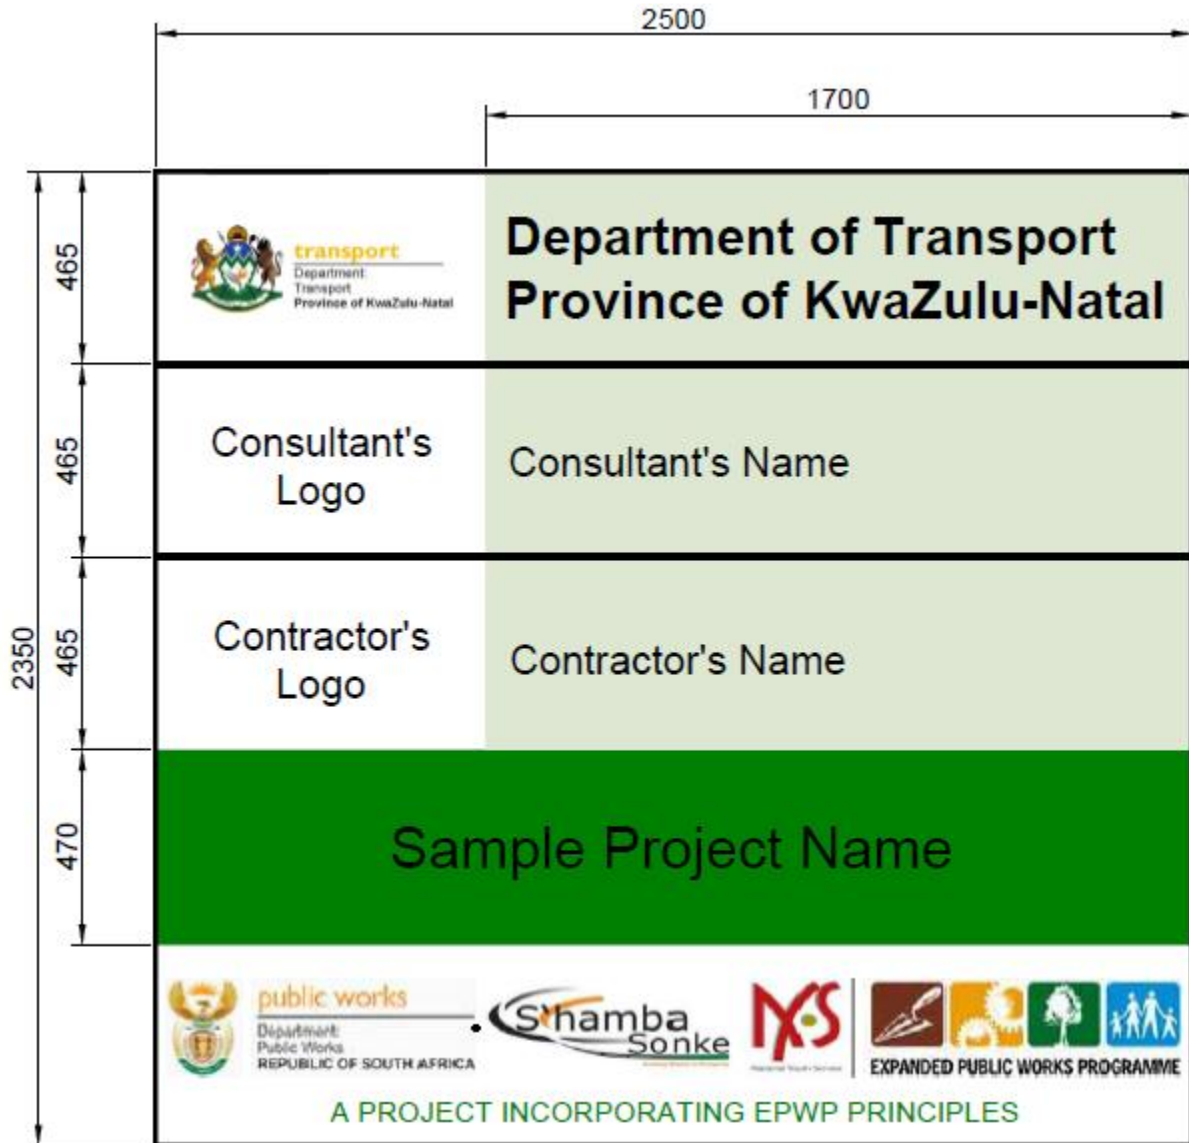 2500
1700
465
transport
Department:
Transport
Province of KwaZulu-Natal
Department of Transport
Province of KwaZulu-Natal
465
Consultant's
Logo
Consultant's Name
2350
465
Contractor's
Logo
Contractor's Name
470
Sample Project Name
public works
Department:
Public Works
REPUBLIC OF SOUTH AFRICA
S'hamba
Sonke
NYS
EXPANDED PUBLIC WORKS PROGRAMME
A PROJECT INCORPORATING EPWP PRINCIPLES